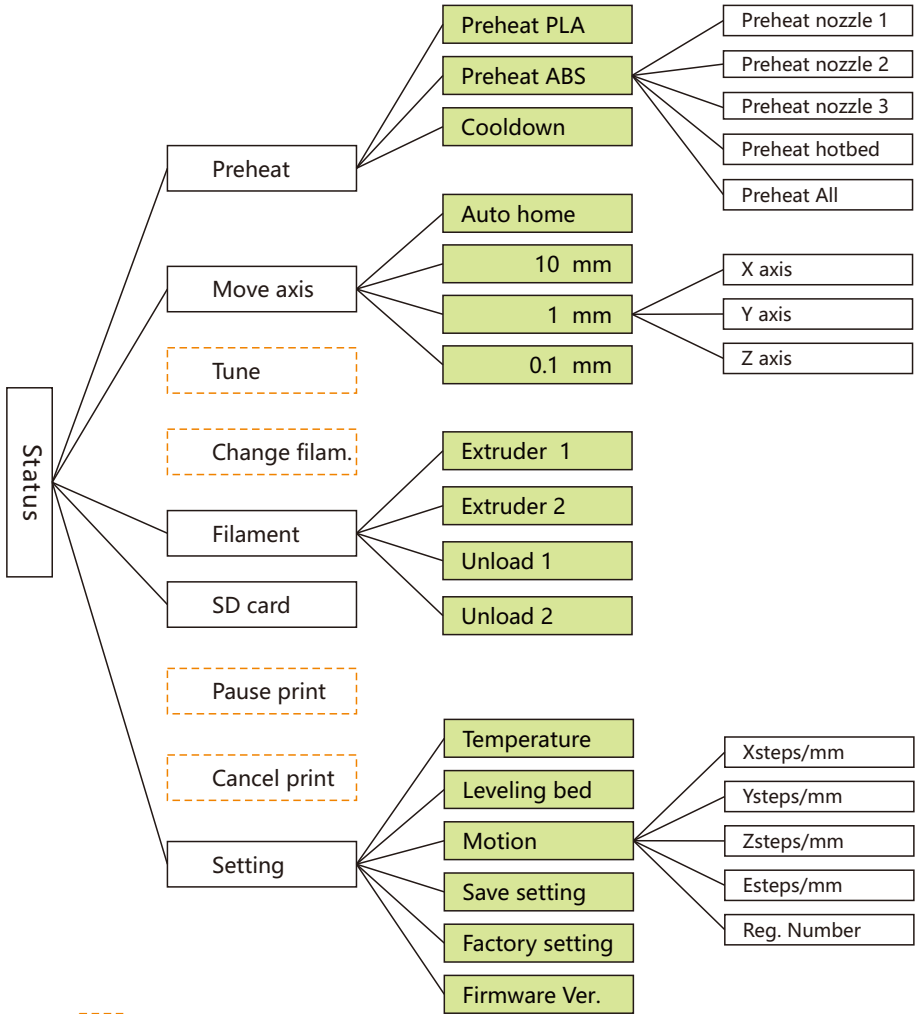 Status
Preheat
Preheat PLA
Preheat ABS
Cooldown
Preheat nozzle 1
Preheat nozzle 2
Preheat nozzle 3
Preheat hotbed
Preheat All
Move axis
Auto home
10 mm
1 mm
0.1 mm
X axis
Y axis
Z axis
Tune
Change filam.
Filament
Extruder 1
Extruder 2
Unload 1
Unload 2
SD card
Pause print
Cancel print
Setting
Temperature
Leveling bed
Motion
Save setting
Factory setting
Firmware Ver.
Xsteps/mm
Ysteps/mm
Zsteps/mm
Esteps/mm
Reg. Number